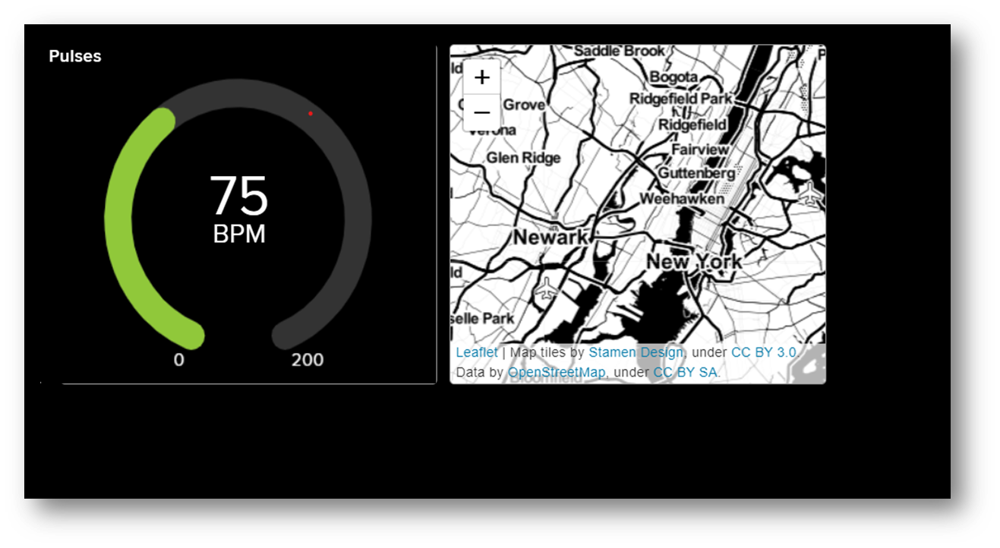 Pulses
75
BPM
0
200
+
−
Saddle Brook
Bogota
Grove
Ridgefield Park
Ridgefield
Verona
Fairview
Glen Ridge
Guttenberg
Weehawken
Newark
New York
selle Park
Leaflet | Map tiles by Stamen Design, under CC BY 3.0.
Data by OpenStreetMap, under CC BY SA.
Bloomfield